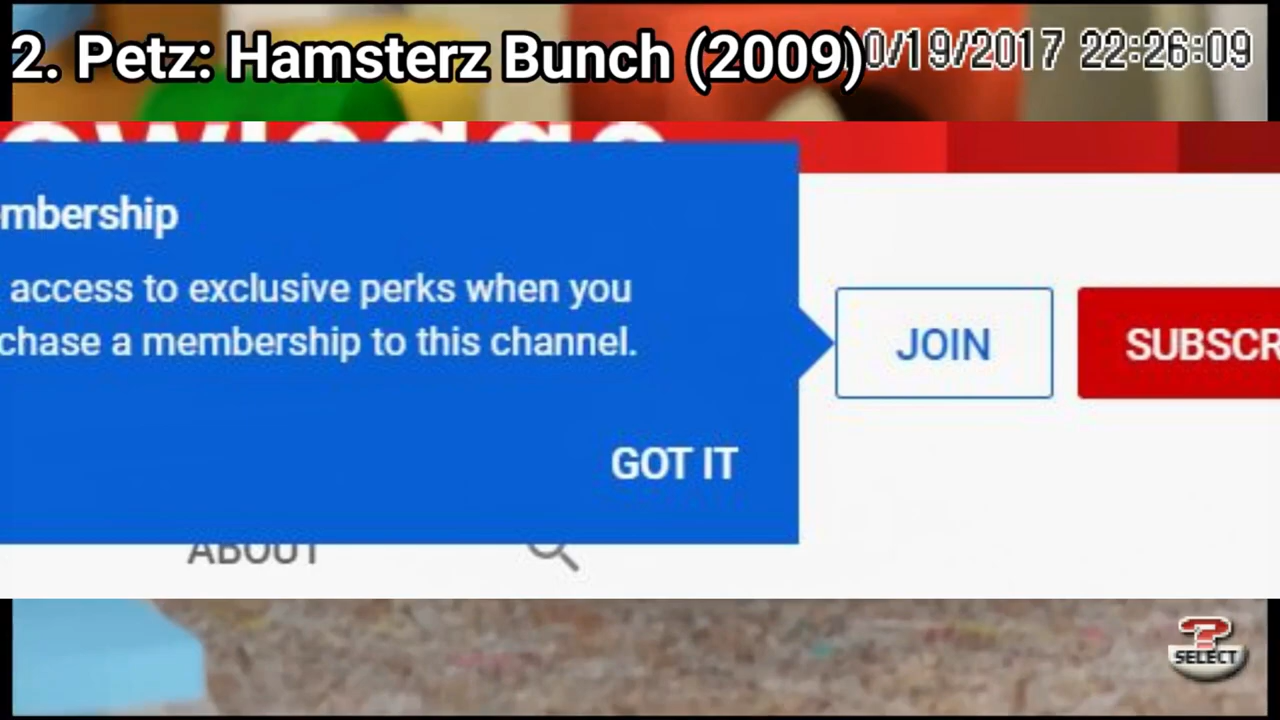 2. Petz: Hamsterz Bunch (2009)
0/19/2017 22:26:09
mbership
access to exclusive perks when you
chase a membership to this channel.
JOIN
SUBSCR
GOT IT
ABOUT
?
SELECT